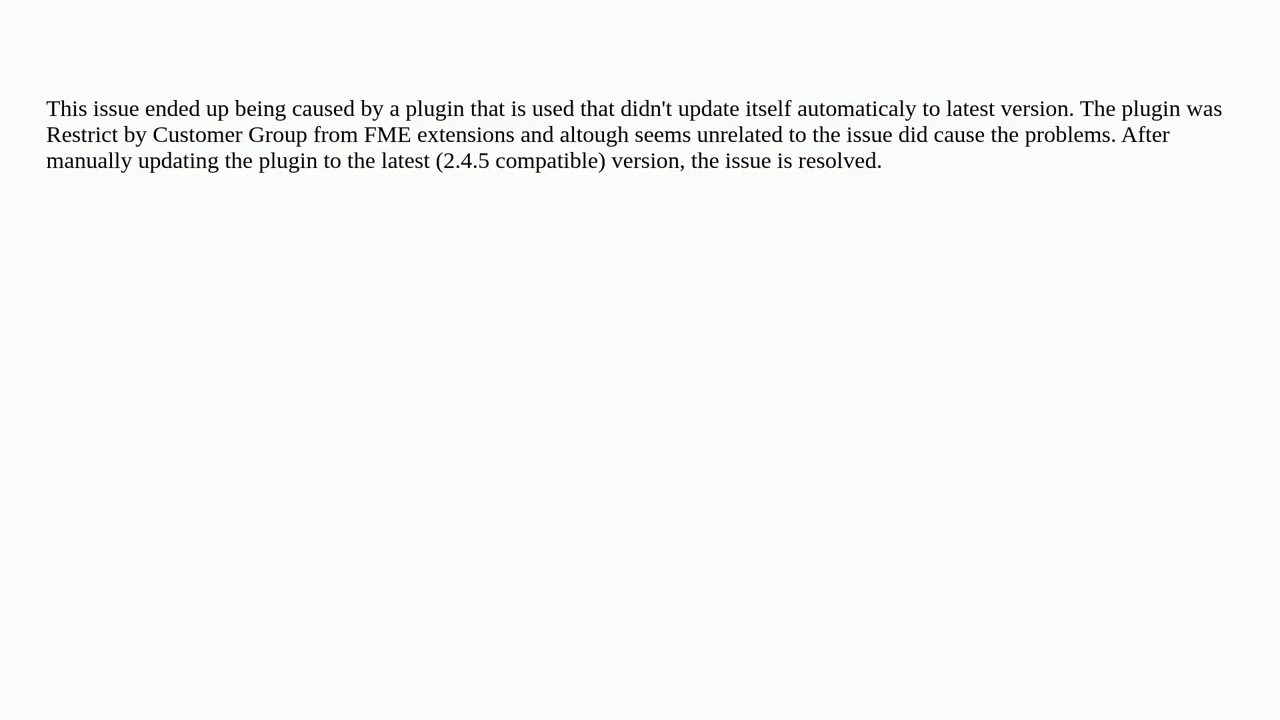 This issue ended up being caused by a plugin that is used that didn't update itself automaticaly to latest version. The plugin was
Restrict by Customer Group from FME extensions and altough seems unrelated to the issue did cause the problems. After
manually updating the plugin to the latest (2.4.5 compatible) version, the issue is resolved.